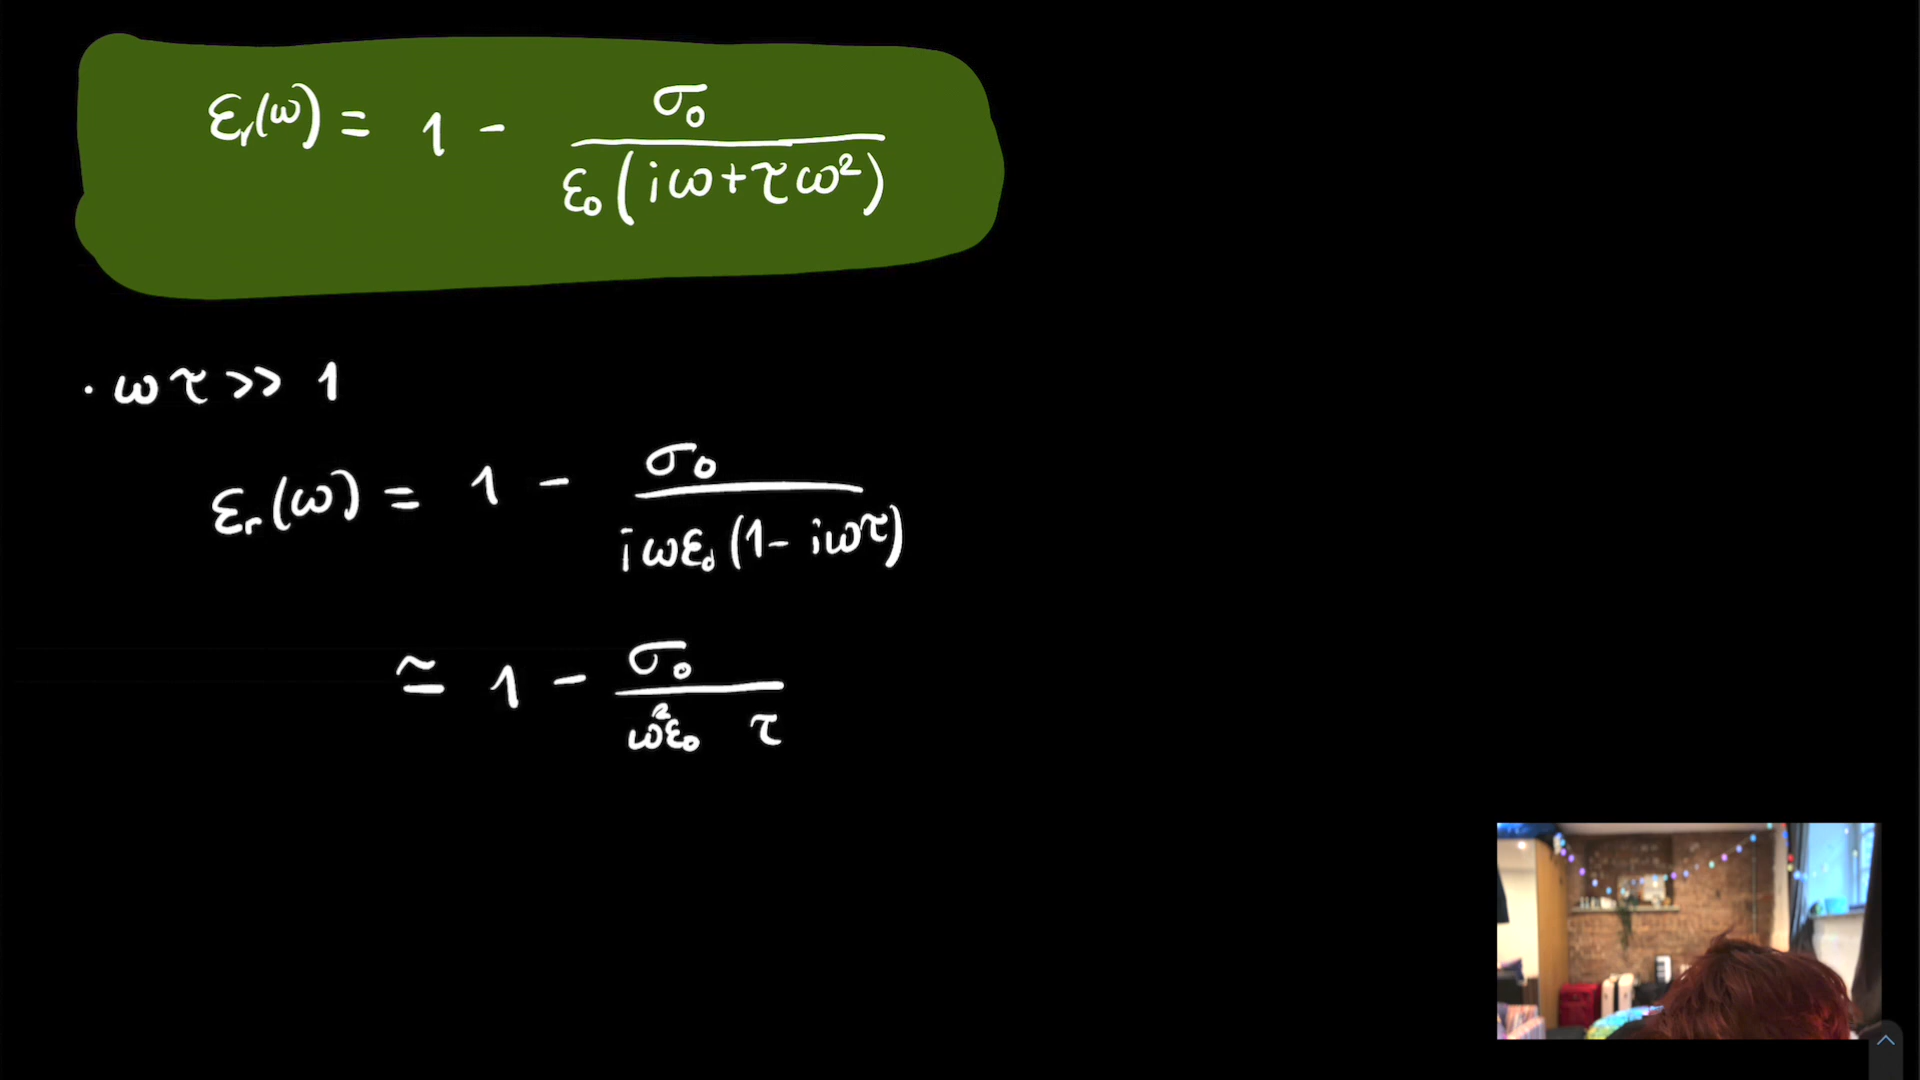 εᵣ(ω) = 1 - σ₀ / ε₀(iω+τω²)
· ωτ >> 1
εᵣ(ω) = 1 - σ₀ / iωε₀(1-iωτ)
≃ 1 - σ₀ / ω²ε₀ τ